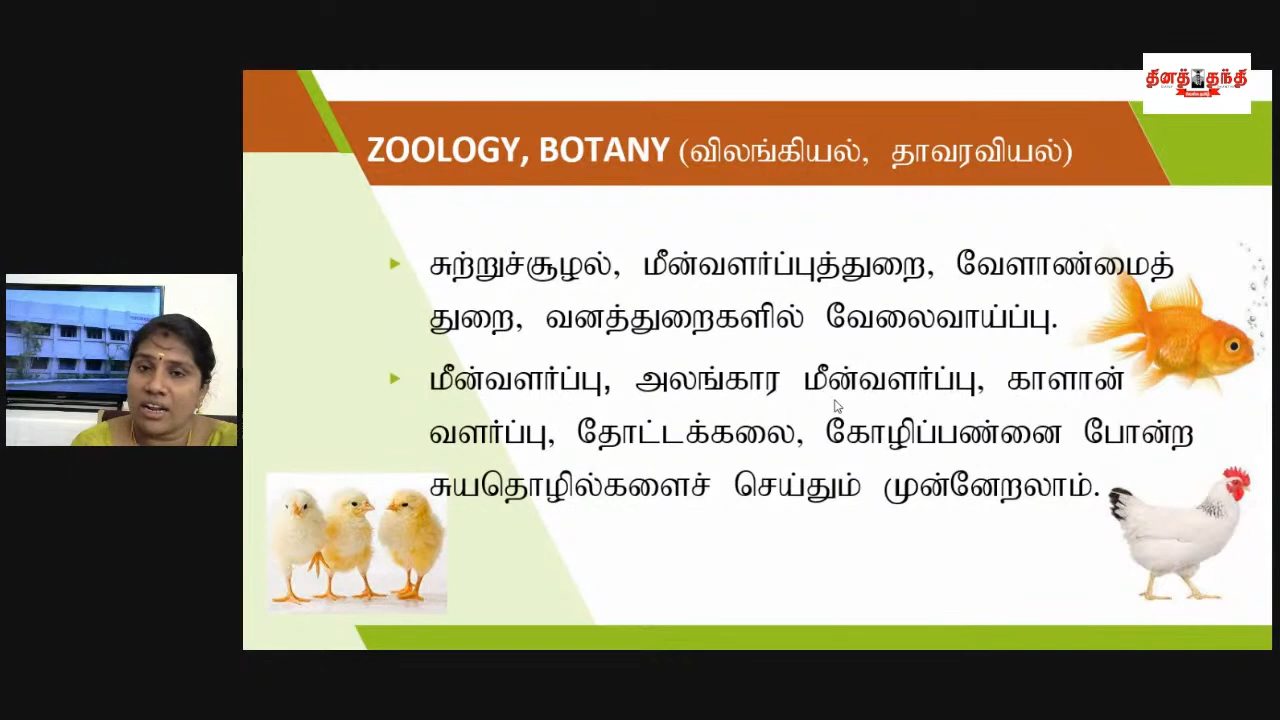 தினத்தந்தி
ZOOLOGY, BOTANY (விலங்கியல், தாவரவியல்)
சுற்றுச்சூழல், மீன்வளர்ப்புத்துறை, வேளாண்மைத்
துறை, வனத்துறைகளில் வேலைவாய்ப்பு.
மீன்வளர்ப்பு, அலங்கார மீன்வளர்ப்பு, காளான்
வளர்ப்பு, தோட்டக்கலை, கோழிப்பண்னை போன்ற
சுயதொழில்களைச் செய்தும் முன்னேறலாம்.